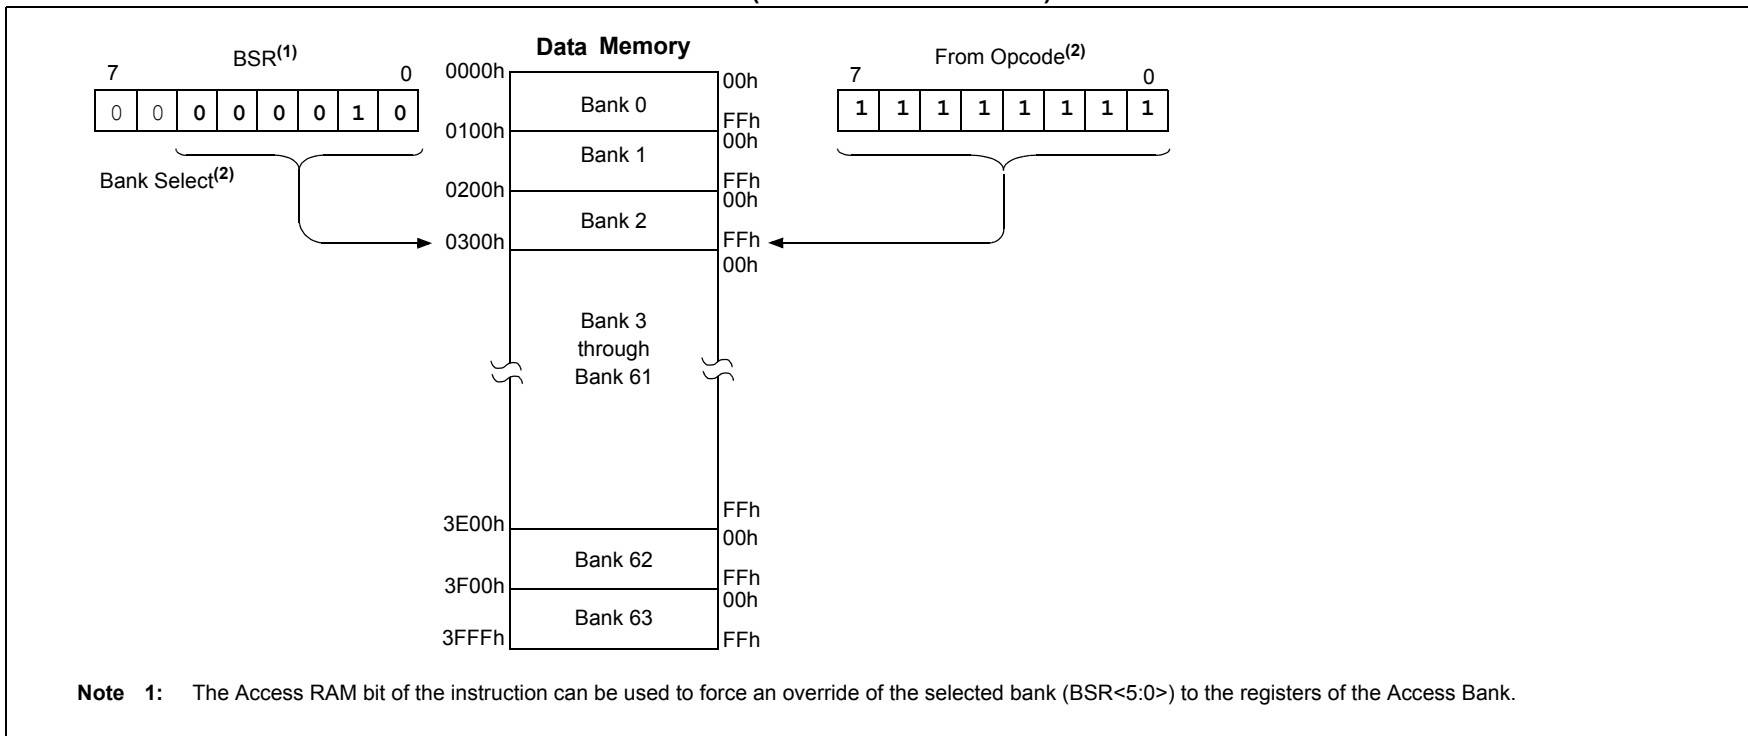 Data Memory
BSR(1)
7 0
0 0 0 0 0 0 1 0
Bank Select(2)
From Opcode(2)
7 0
1 1 1 1 1 1 1 1
0000h
Bank 0
00h
FFh
0100h
Bank 1
00h
FFh
0200h
Bank 2
00h
FFh
0300h
00h
Bank 3
through
Bank 61
FFh
3E00h
Bank 62
00h
FFh
3F00h
Bank 63
00h
3FFFh
FFh
Note 1: The Access RAM bit of the instruction can be used to force an override of the selected bank (BSR<5:0>) to the registers of the Access Bank.